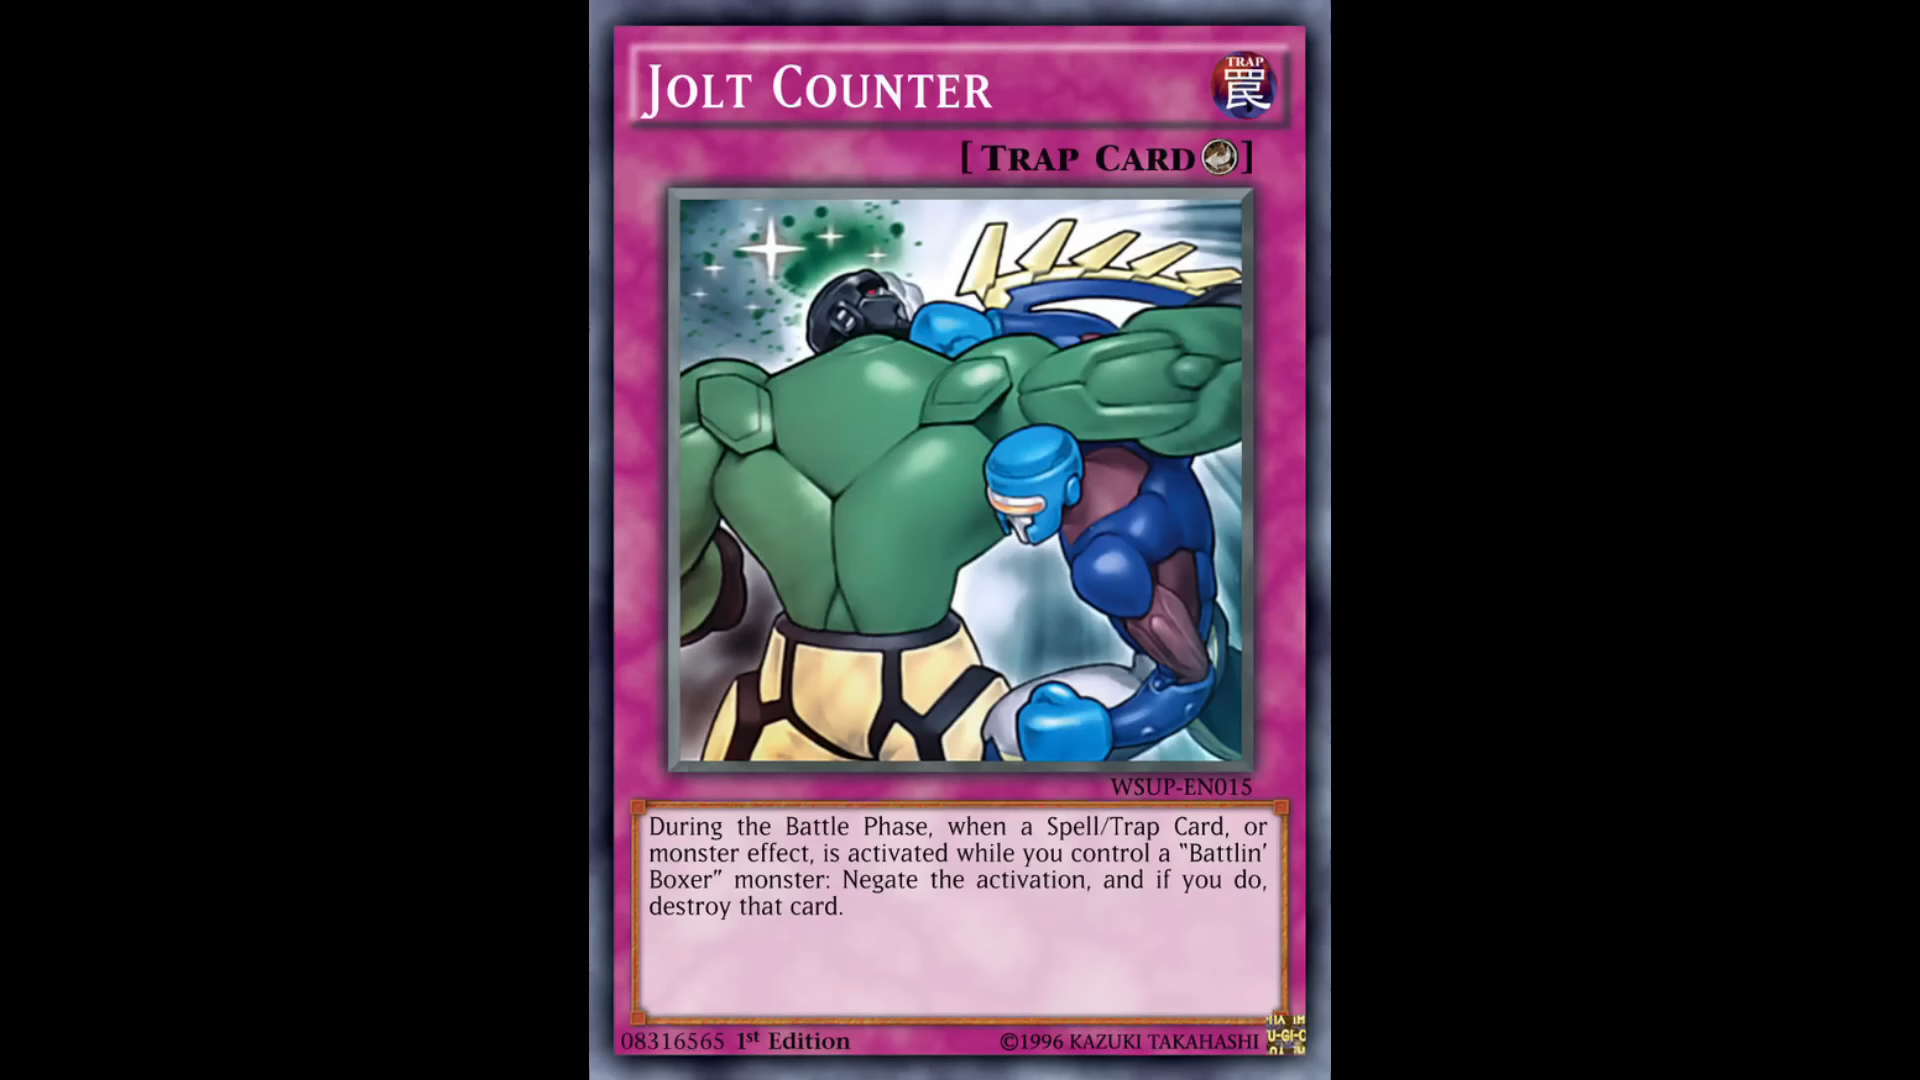 JOLT COUNTER
TRAP
罠
[TRAP CARD]
WSUP-EN015
During the Battle Phase, when a Spell/Trap Card, or
monster effect, is activated while you control a “Battlin’
Boxer” monster: Negate the activation, and if you do,
destroy that card.
08316565 1st Edition
©1996 KAZUKI TAKAHASHI